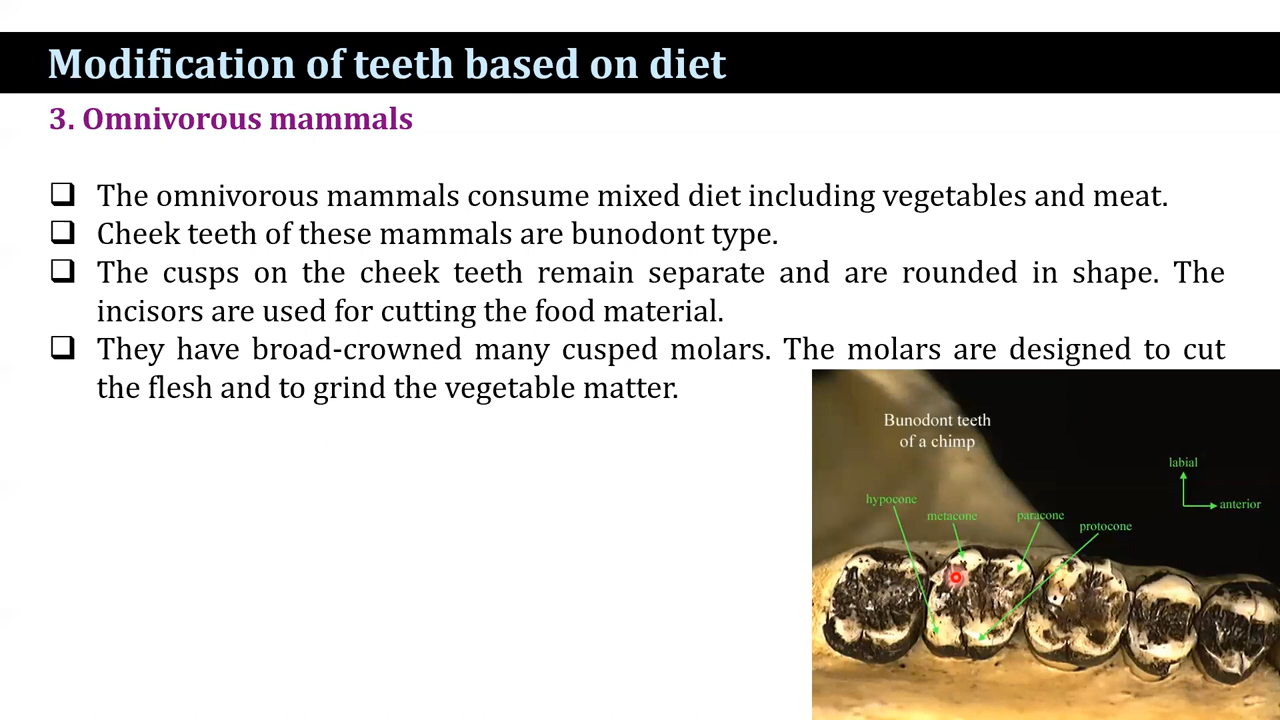 Modification of teeth based on diet
3. Omnivorous mammals
❑ The omnivorous mammals consume mixed diet including vegetables and meat.
❑ Cheek teeth of these mammals are bunodont type.
❑ The cusps on the cheek teeth remain separate and are rounded in shape. The
incisors are used for cutting the food material.
❑ They have broad-crowned many cusped molars. The molars are designed to cut
the flesh and to grind the vegetable matter.
Bunodont teeth
of a chimp
labial
anterior
hypocone
metacone
paracone
protocone